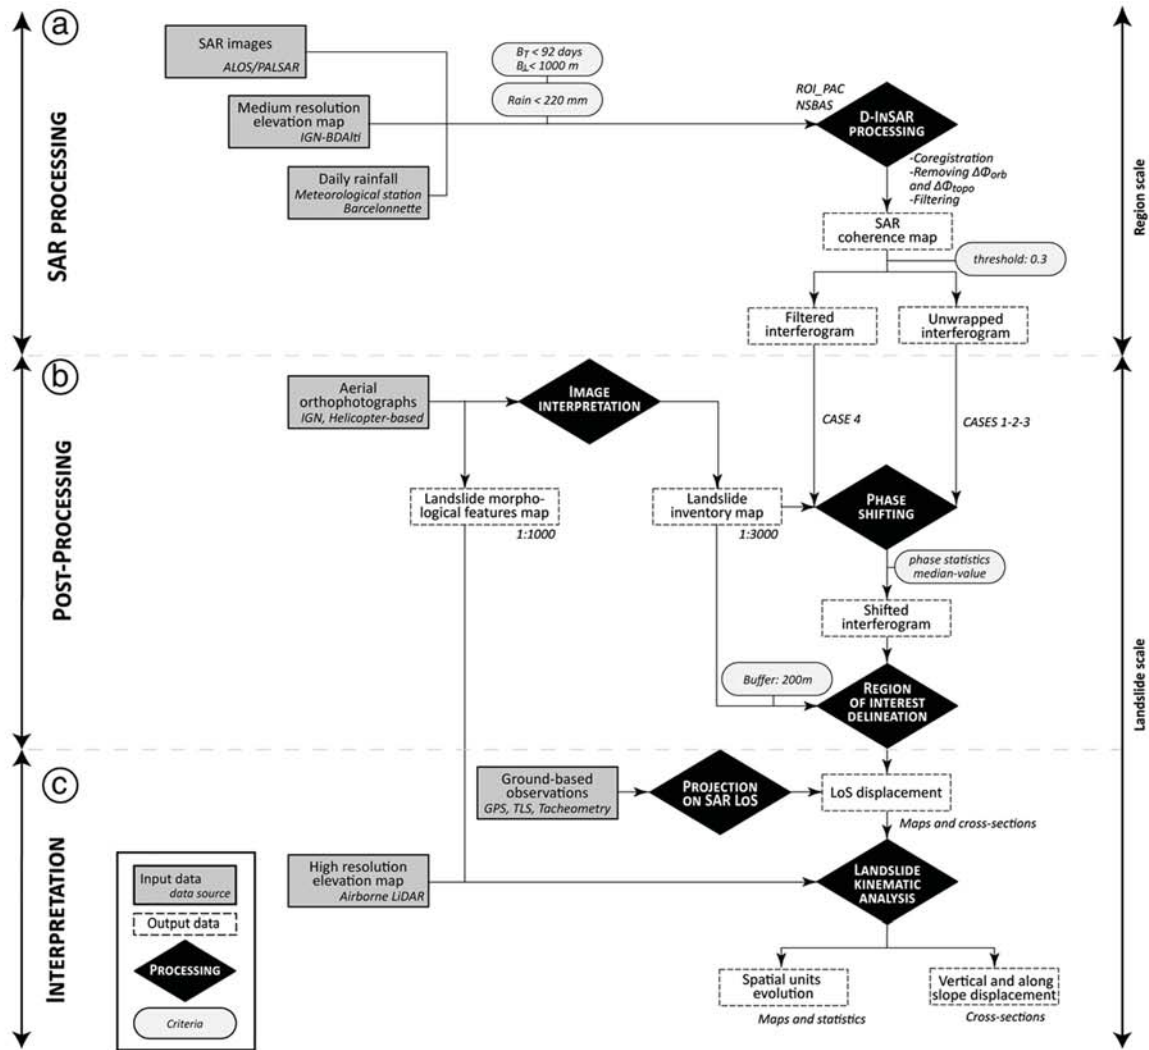 a
SAR PROCESSING
SAR images
ALOS/PALSAR
Medium resolution
elevation map
IGN-BDAlti
Daily rainfall
Meteorological station
Barcelonnette
B_T < 92 days
B_⊥ < 1000 m
Rain < 220 mm
ROI_PAC
NSBAS
D-INSAR
PROCESSING
-Coregistration
-Removing ΔΦorb
and ΔΦtopo
-Filtering
SAR
coherence map
threshold: 0.3
Filtered
interferogram
Unwrapped
interferogram
Region scale
b
POST-PROCESSING
Aerial
orthophotographs
IGN, Helicopter-based
IMAGE
INTERPRETATION
CASE 4
CASES 1-2-3
Landslide morpho-
logical features map
1:1000
Landslide
inventory map
1:3000
PHASE
SHIFTING
phase statistics
median-value
Shifted
interferogram
Buffer: 200m
REGION
OF INTEREST
DELINEATION
Landslide scale
c
INTERPRETATION
Ground-based
observations
GPS, TLS, Tacheometry
PROJECTION
ON SAR LOS
LoS displacement
Maps and cross-sections
High resolution
elevation map
Airborne LiDAR
LANDSLIDE
KINEMATIC
ANALYSIS
Spatial units
evolution
Maps and statistics
Vertical and along
slope displacement
Cross-sections
Input data
data source
Output data
PROCESSING
Criteria